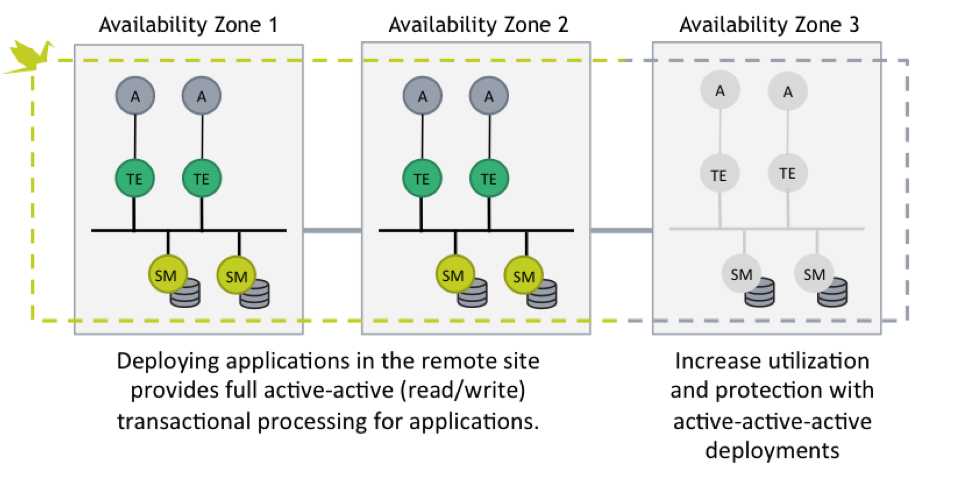 Availability Zone 1
Availability Zone 2
Availability Zone 3
A A
A A
A A
TE TE
TE TE
TE TE
SM SM
SM SM
SM SM
Deploying applications in the remote site
provides full active-active (read/write)
transactional processing for applications.
Increase utilization
and protection with
active-active-active
deployments